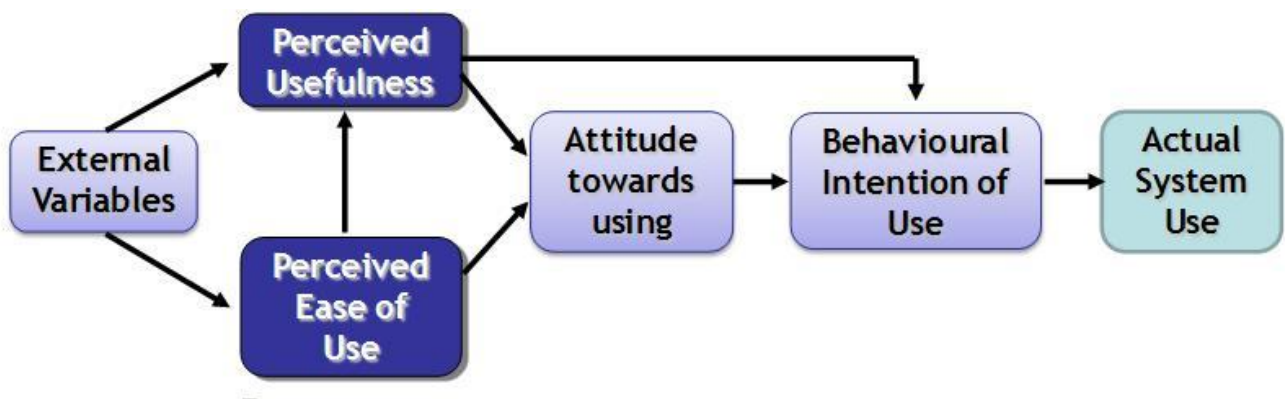 Perceived
Usefulness
External
Variables
Attitude
towards
using
Behavioural
Intention of
Use
Actual
System
Use
Perceived
Ease of
Use